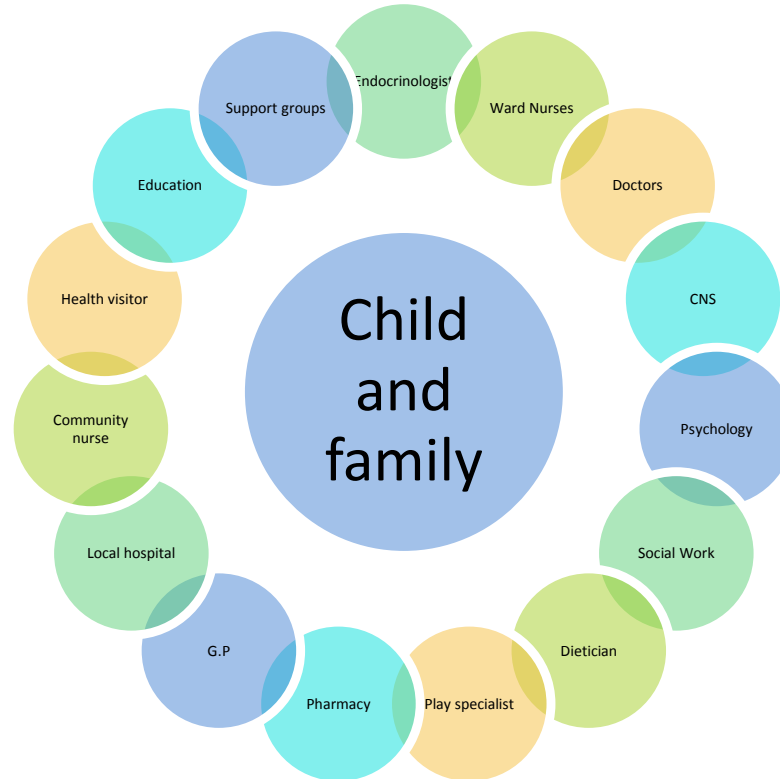 Endocrinologist
Ward Nurses
Doctors
CNS
Psychology
Social Work
Dietician
Play specialist
Pharmacy
G.P
Local hospital
Community
nurse
Health visitor
Education
Support groups
Child
and
family